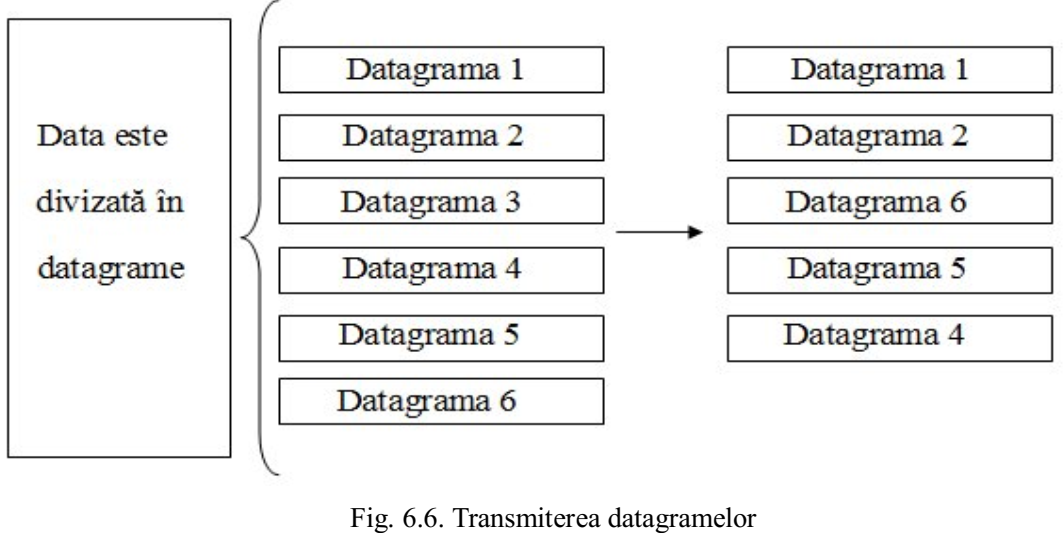 Data este
divizată în
datagrame
Datagrama 1
Datagrama 2
Datagrama 3
Datagrama 4
Datagrama 5
Datagrama 6
Datagrama 1
Datagrama 2
Datagrama 6
Datagrama 5
Datagrama 4
Fig. 6.6. Transmiterea datagramelor